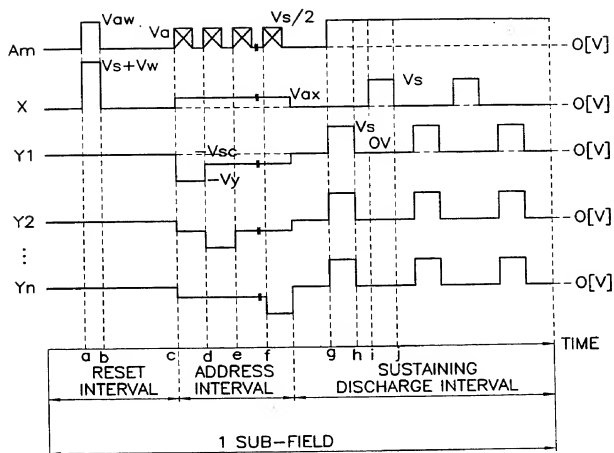 Vaw
Va
Vs/2
Am
O[V]
Vs+Vw
Vs
X
Vax
O[V]
Y1
-Vsc
Vs
OV
O[V]
-Vy
Y2
O[V]
⋮
Yn
O[V]
a b c d e f g h i j
TIME
RESET INTERVAL
ADDRESS INTERVAL
SUSTAINING DISCHARGE INTERVAL
1 SUB-FIELD